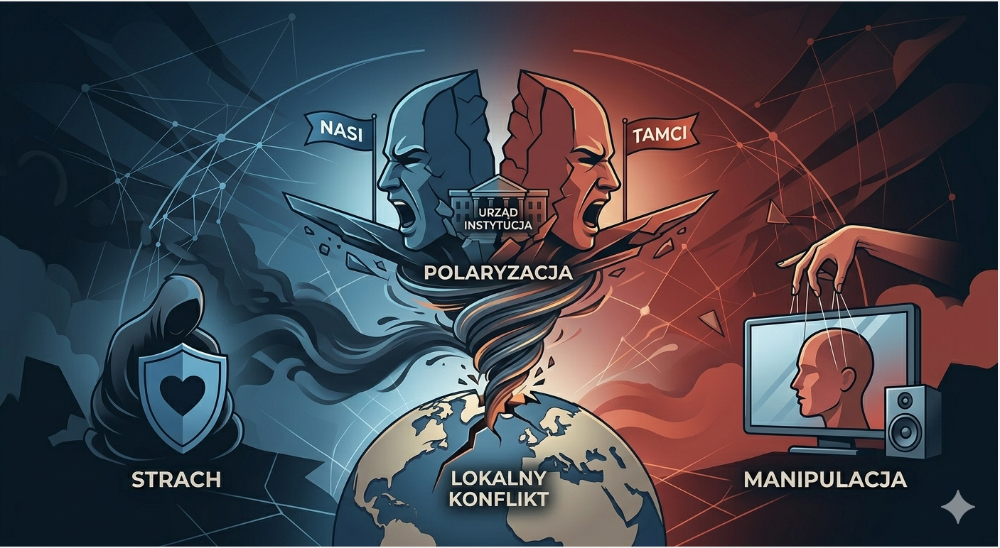 NASI
TAMCI
URZĄD
INSTYTUCJA
POLARYZACJA
STRACH
LOKALNY
KONFLIKT
MANIPULACJA